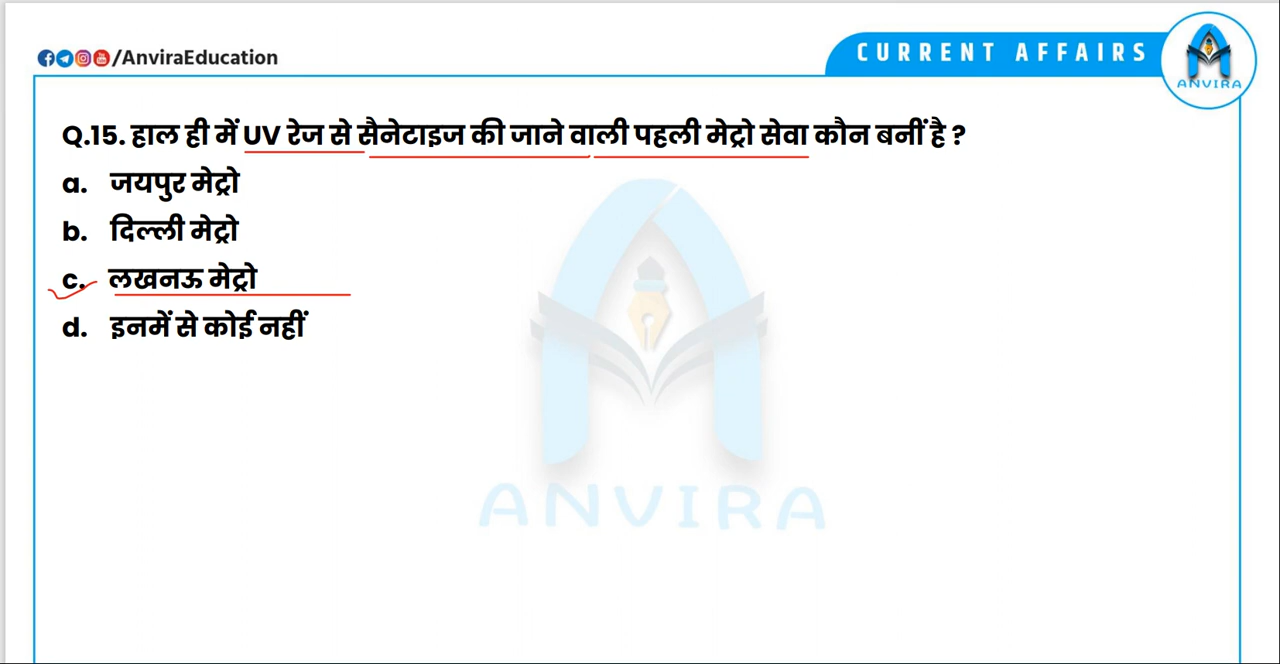 /AnviraEducation
CURRENT AFFAIRS
ANVIRA
Q.15. हाल ही में UV रेज से सैनेटाइज की जाने वाली पहली मेट्रो सेवा कौन बनीं है ?
a. जयपुर मेट्रो
b. दिल्ली मेट्रो
c. लखनऊ मेट्रो
d. इनमें से कोई नहीं
ANVIRA